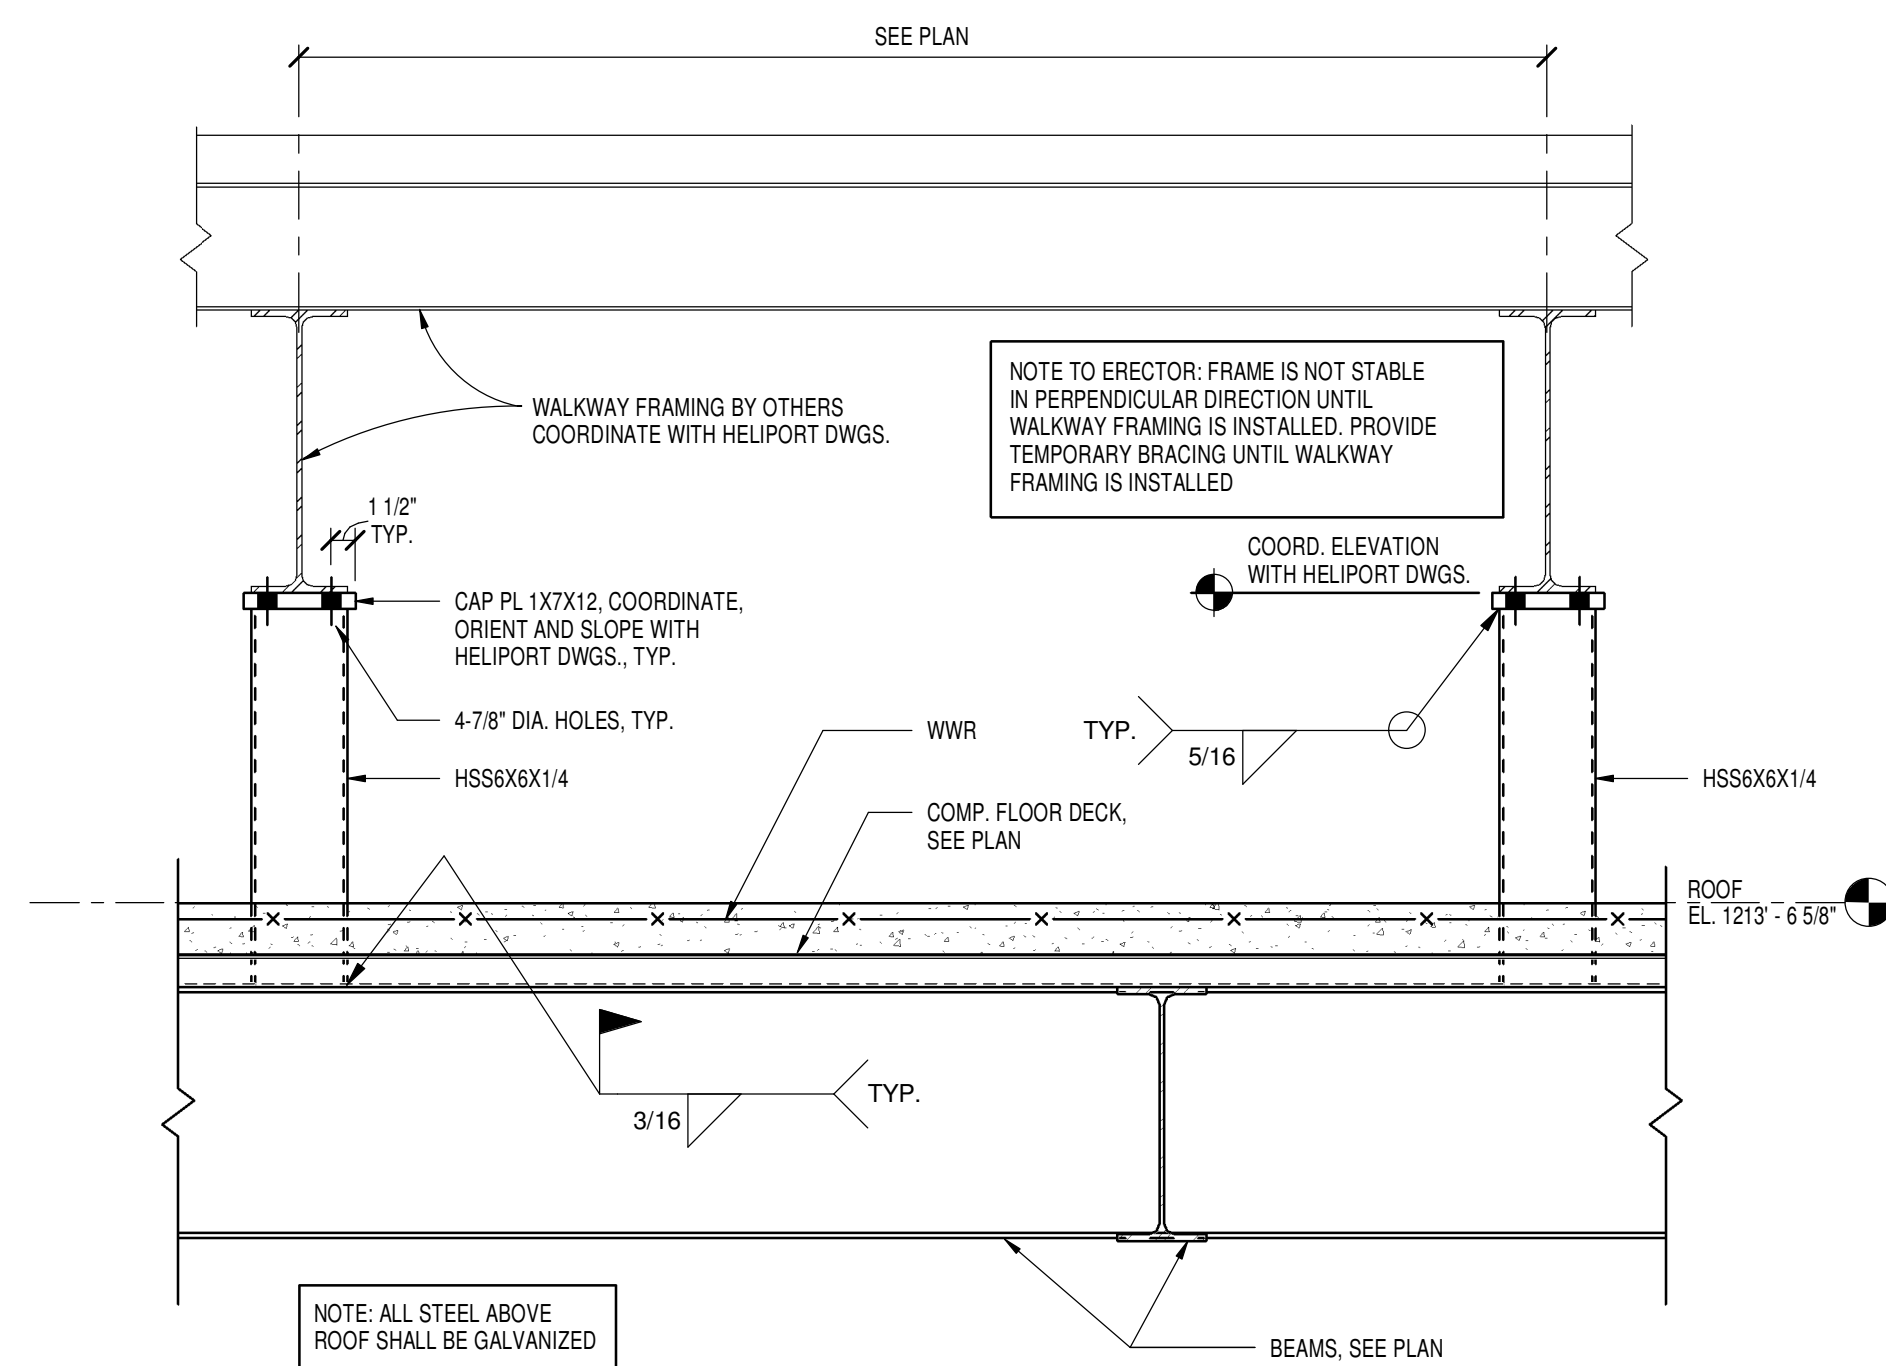 SEE PLAN
WALKWAY FRAMING BY OTHERS
COORDINATE WITH HELIPORT DWGS.
NOTE TO ERECTOR: FRAME IS NOT STABLE
IN PERPENDICULAR DIRECTION UNTIL
WALKWAY FRAMING IS INSTALLED. PROVIDE
TEMPORARY BRACING UNTIL WALKWAY
FRAMING IS INSTALLED
1 1/2"
TYP.
COORD. ELEVATION
WITH HELIPORT DWGS.
CAP PL 1X7X12, COORDINATE,
ORIENT AND SLOPE WITH
HELIPORT DWGS., TYP.
4-7/8" DIA. HOLES, TYP.
WWR
TYP.
5/16
HSS6X6X1/4
HSS6X6X1/4
COMP. FLOOR DECK,
SEE PLAN
ROOF
EL. 1213' - 6 5/8"
3/16
TYP.
NOTE: ALL STEEL ABOVE
ROOF SHALL BE GALVANIZED
BEAMS, SEE PLAN